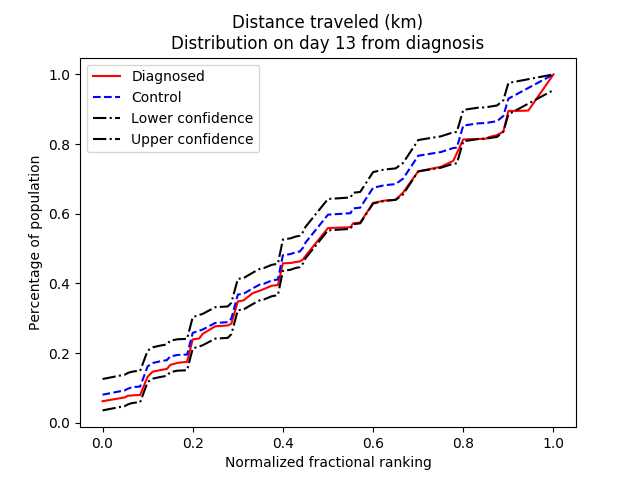 Distance traveled (km)
Distribution on day 13 from diagnosis
Diagnosed
Control
Lower confidence
Upper confidence
Percentage of population
1.0
0.8
0.6
0.4
0.2
0.0
0.0 0.2 0.4 0.6 0.8 1.0
Normalized fractional ranking